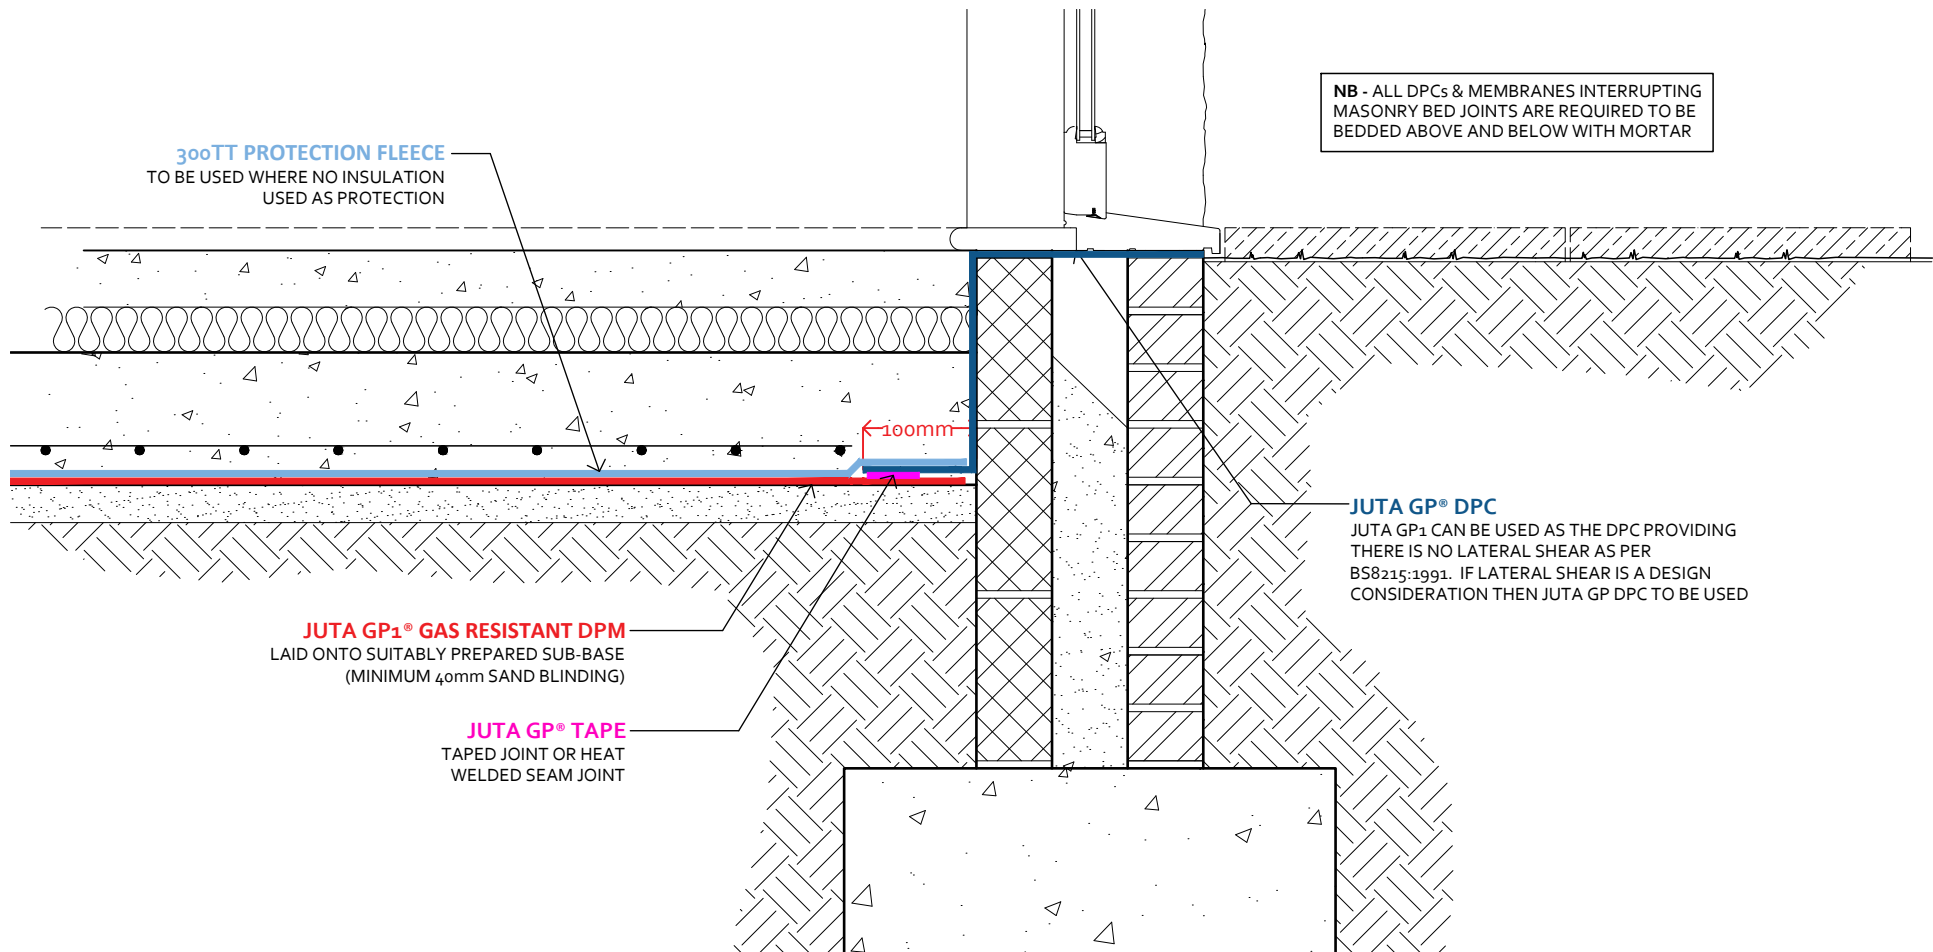 NB - ALL DPCs & MEMBRANES INTERRUPTING
MASONRY BED JOINTS ARE REQUIRED TO BE
BEDDED ABOVE AND BELOW WITH MORTAR
300TT PROTECTION FLEECE
TO BE USED WHERE NO INSULATION
USED AS PROTECTION
100mm
JUTA GP® DPC
JUTA GP1 CAN BE USED AS THE DPC PROVIDING
THERE IS NO LATERAL SHEAR AS PER
BS8215:1991. IF LATERAL SHEAR IS A DESIGN
CONSIDERATION THEN JUTA GP DPC TO BE USED
JUTA GP1® GAS RESISTANT DPM
LAID ONTO SUITABLY PREPARED SUB-BASE
(MINIMUM 40mm SAND BLINDING)
JUTA GP® TAPE
TAPED JOINT OR HEAT
WELDED SEAM JOINT